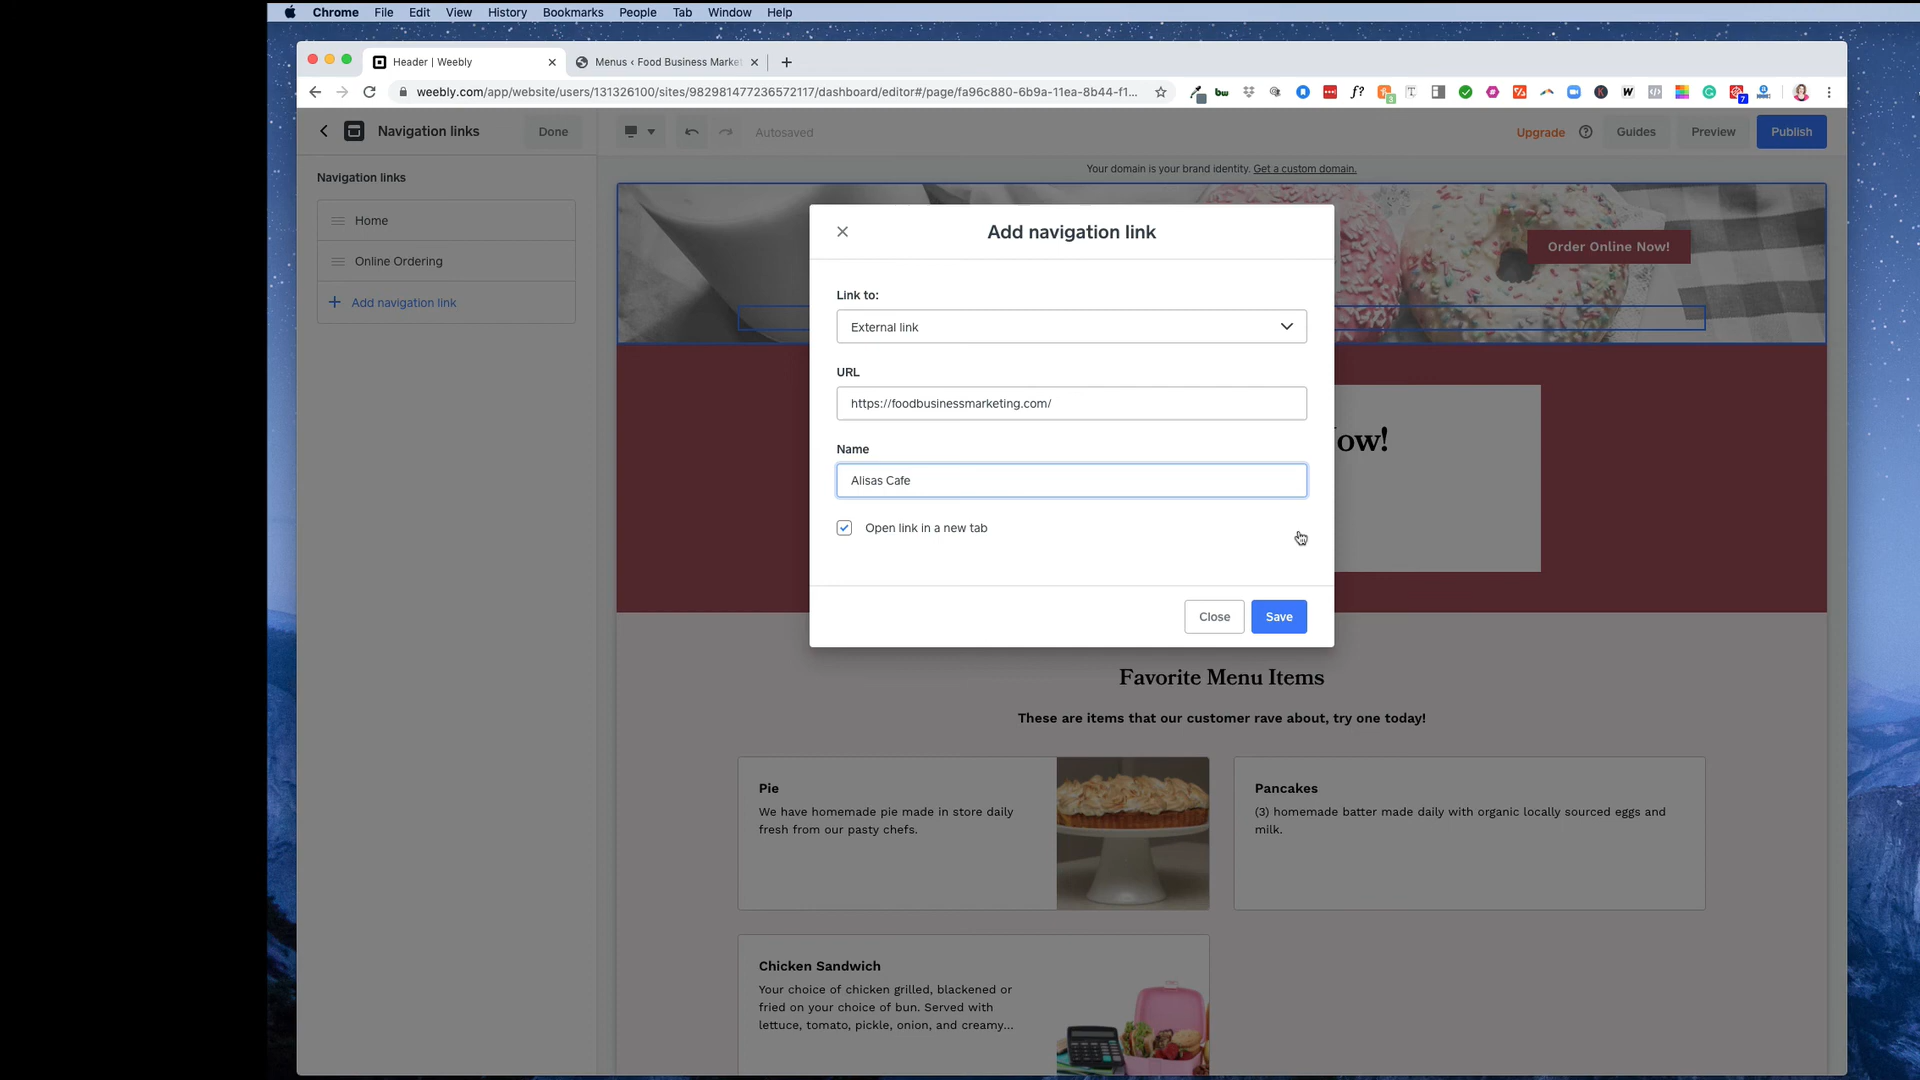 Chrome File Edit View History Bookmarks People Tab Window Help
Header | Weebly
Menus ‹ Food Business Market
weebly.com/app/website/users/131326100/sites/982981477236572117/dashboard/editor#/page/fa96c880-6b9a-11ea-8b44-f1...
Navigation links Done Autosaved Upgrade Guides Preview Publish
Your domain is your brand identity. Get a custom domain.
Navigation links
Home
Online Ordering
Add navigation link
Order Online Now!
Add navigation link
Link to:
External link
URL
https://foodbusinessmarketing.com/
Name
Alisas Cafe
Open link in a new tab
Close Save
ow!
Favorite Menu Items
These are items that our customer rave about, try one today!
Pie
We have homemade pie made in store daily
fresh from our pasty chefs.
Pancakes
(3) homemade batter made daily with organic locally sourced eggs and
milk.
Chicken Sandwich
Your choice of chicken grilled, blackened or
fried on your choice of bun. Served with
lettuce, tomato, pickle, onion, and creamy...